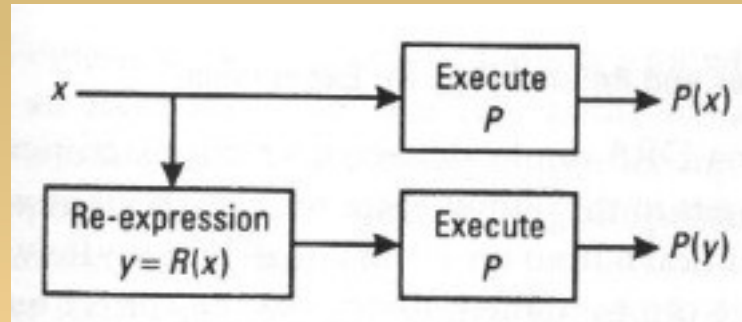 x
Execute
P
P(x)
Re-expression
y = R(x)
Execute
P
P(y)